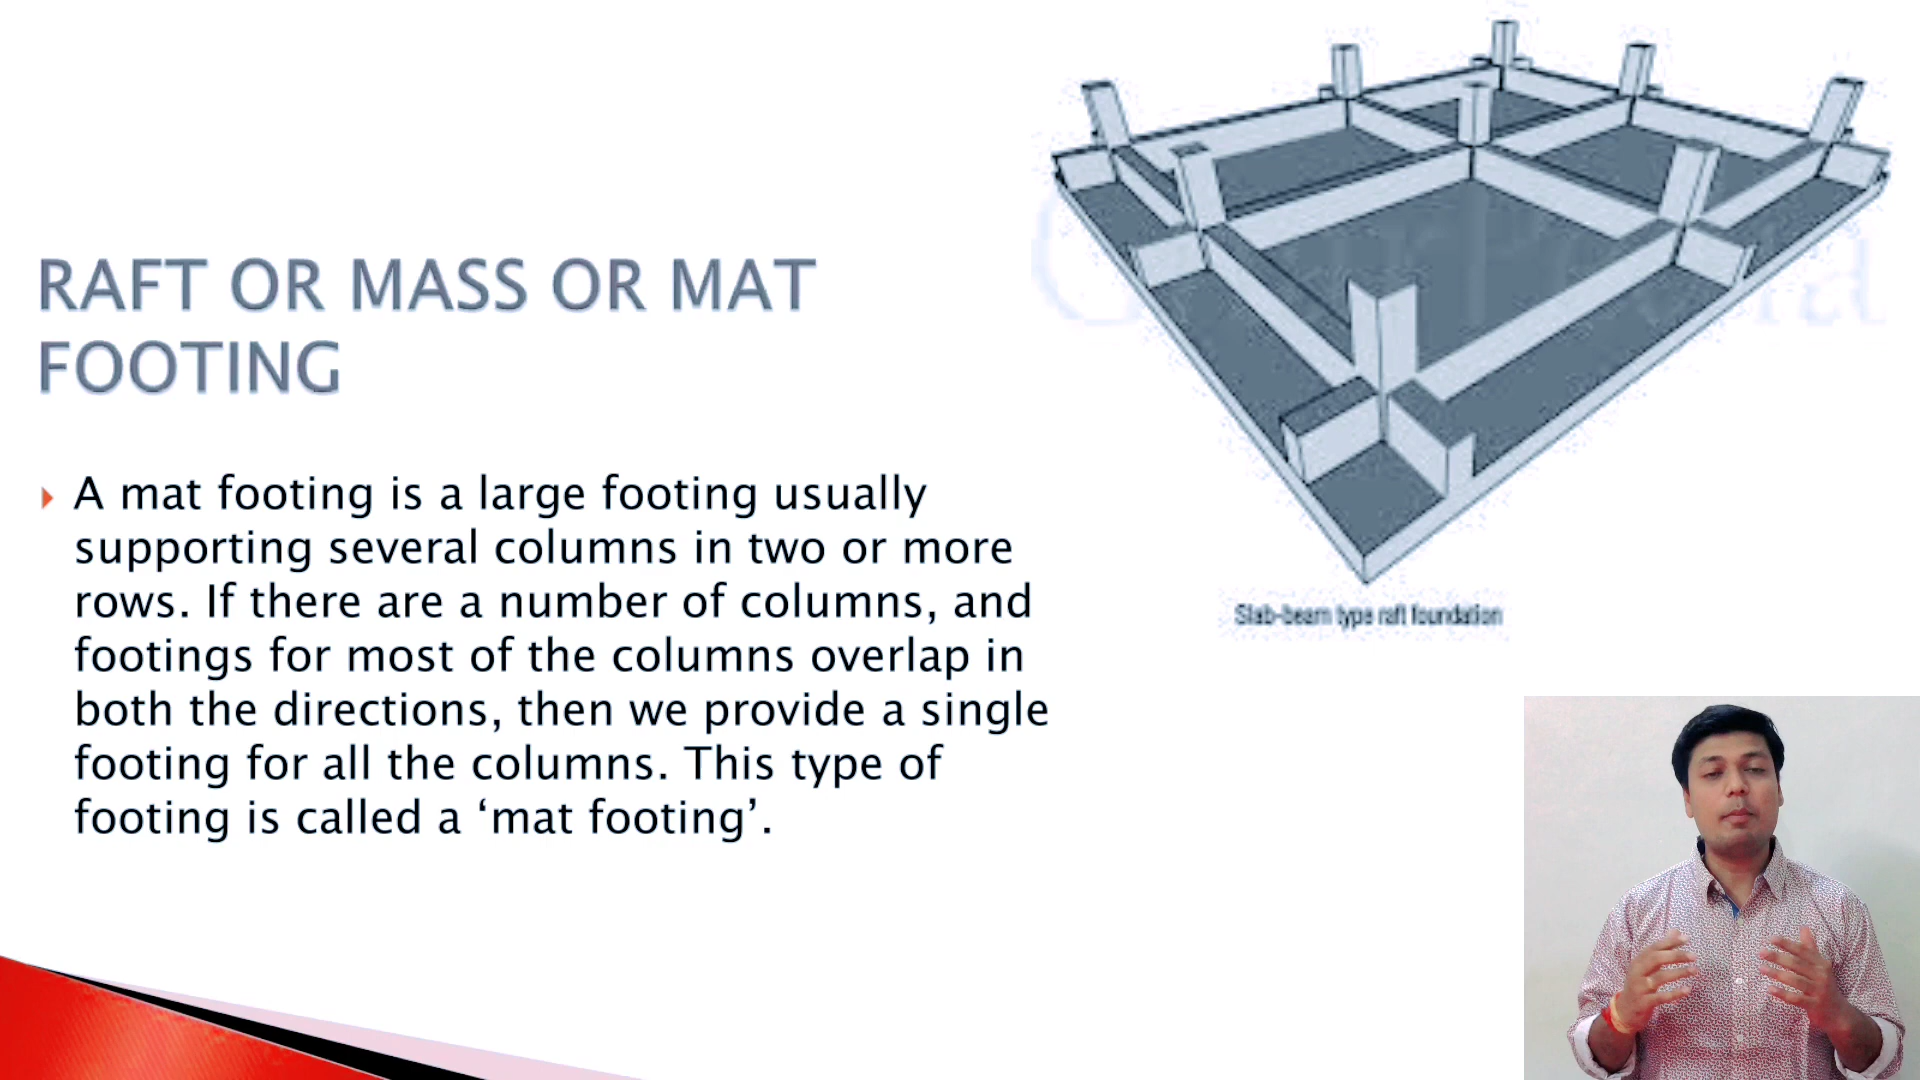 RAFT OR MASS OR MAT
FOOTING
A mat footing is a large footing usually
supporting several columns in two or more
rows. If there are a number of columns, and
footings for most of the columns overlap in
both the directions, then we provide a single
footing for all the columns. This type of
footing is called a ‘mat footing’.
Slab-beam type raft foundation